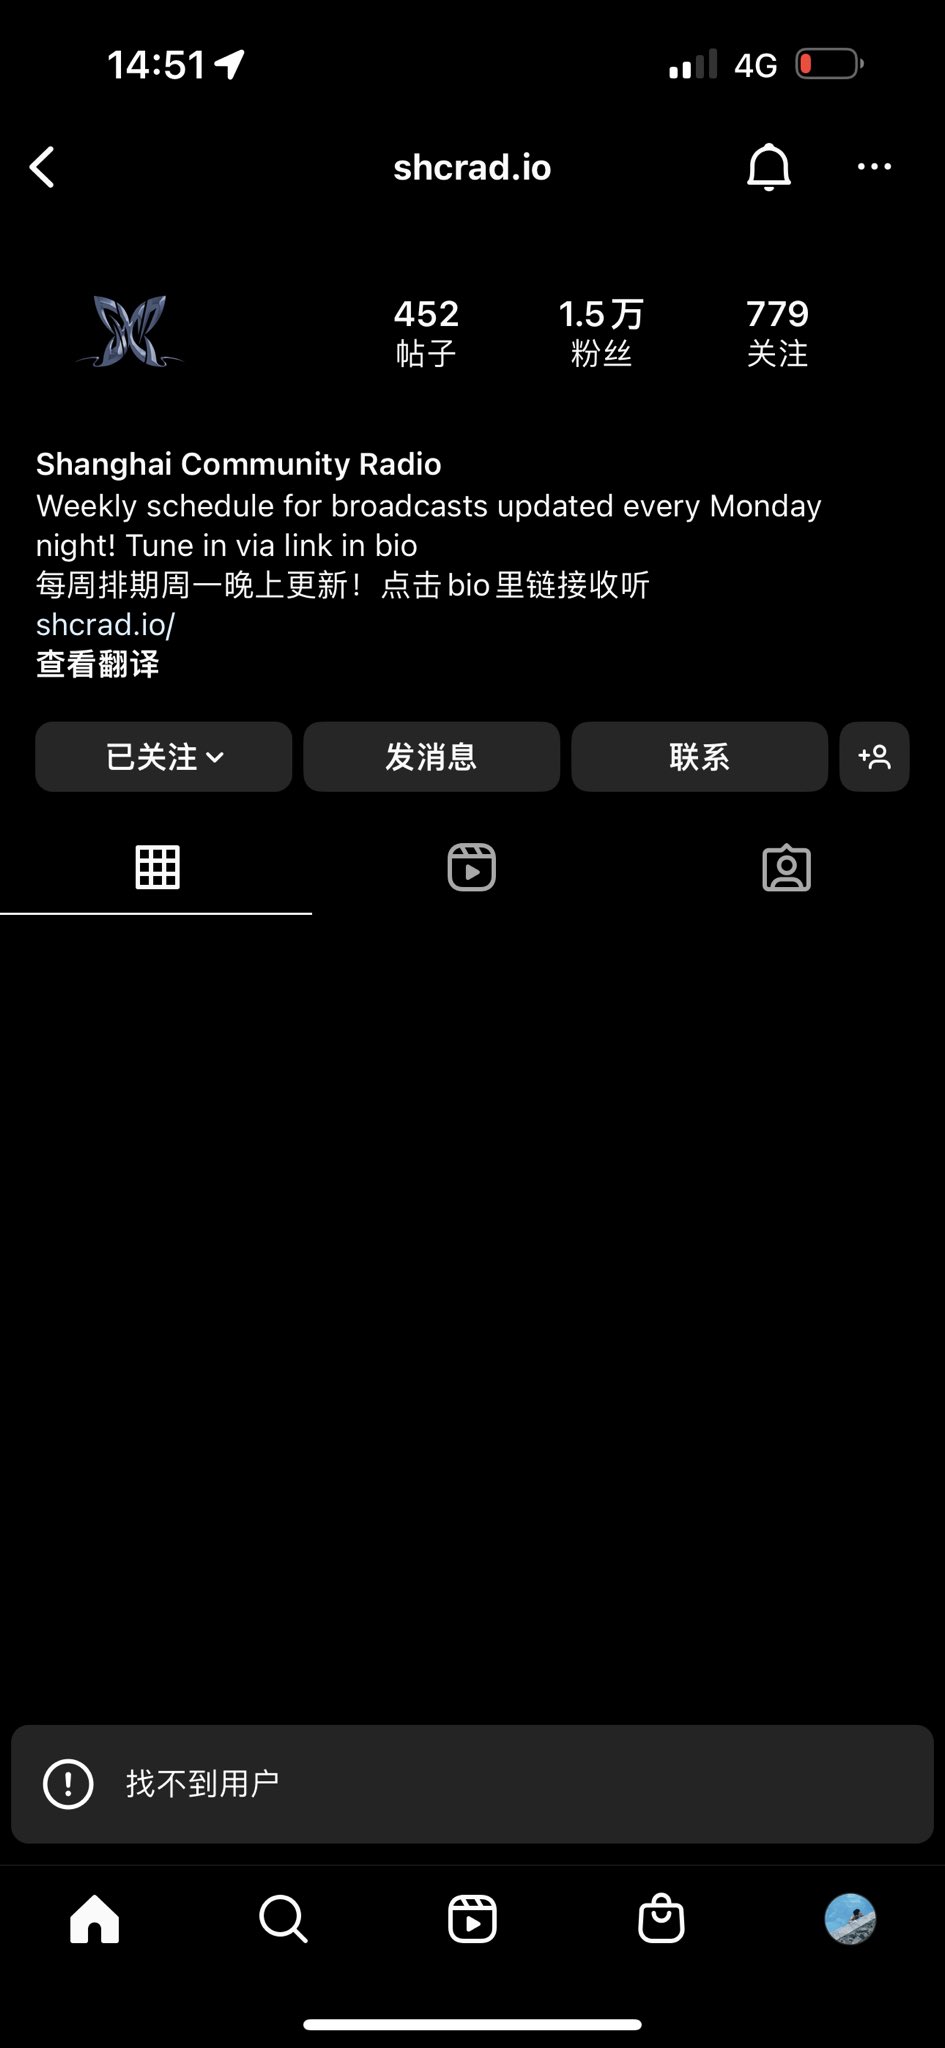 14:51
4G
shcrad.io
452
1.5万
779
帖子
粉丝
关注
Shanghai Community Radio
Weekly schedule for broadcasts updated every Monday
night! Tune in via link in bio
每周排期周一晚上更新！点击bio里链接收听
shcrad.io/
查看翻译
已关注
发消息
联系
找不到用户